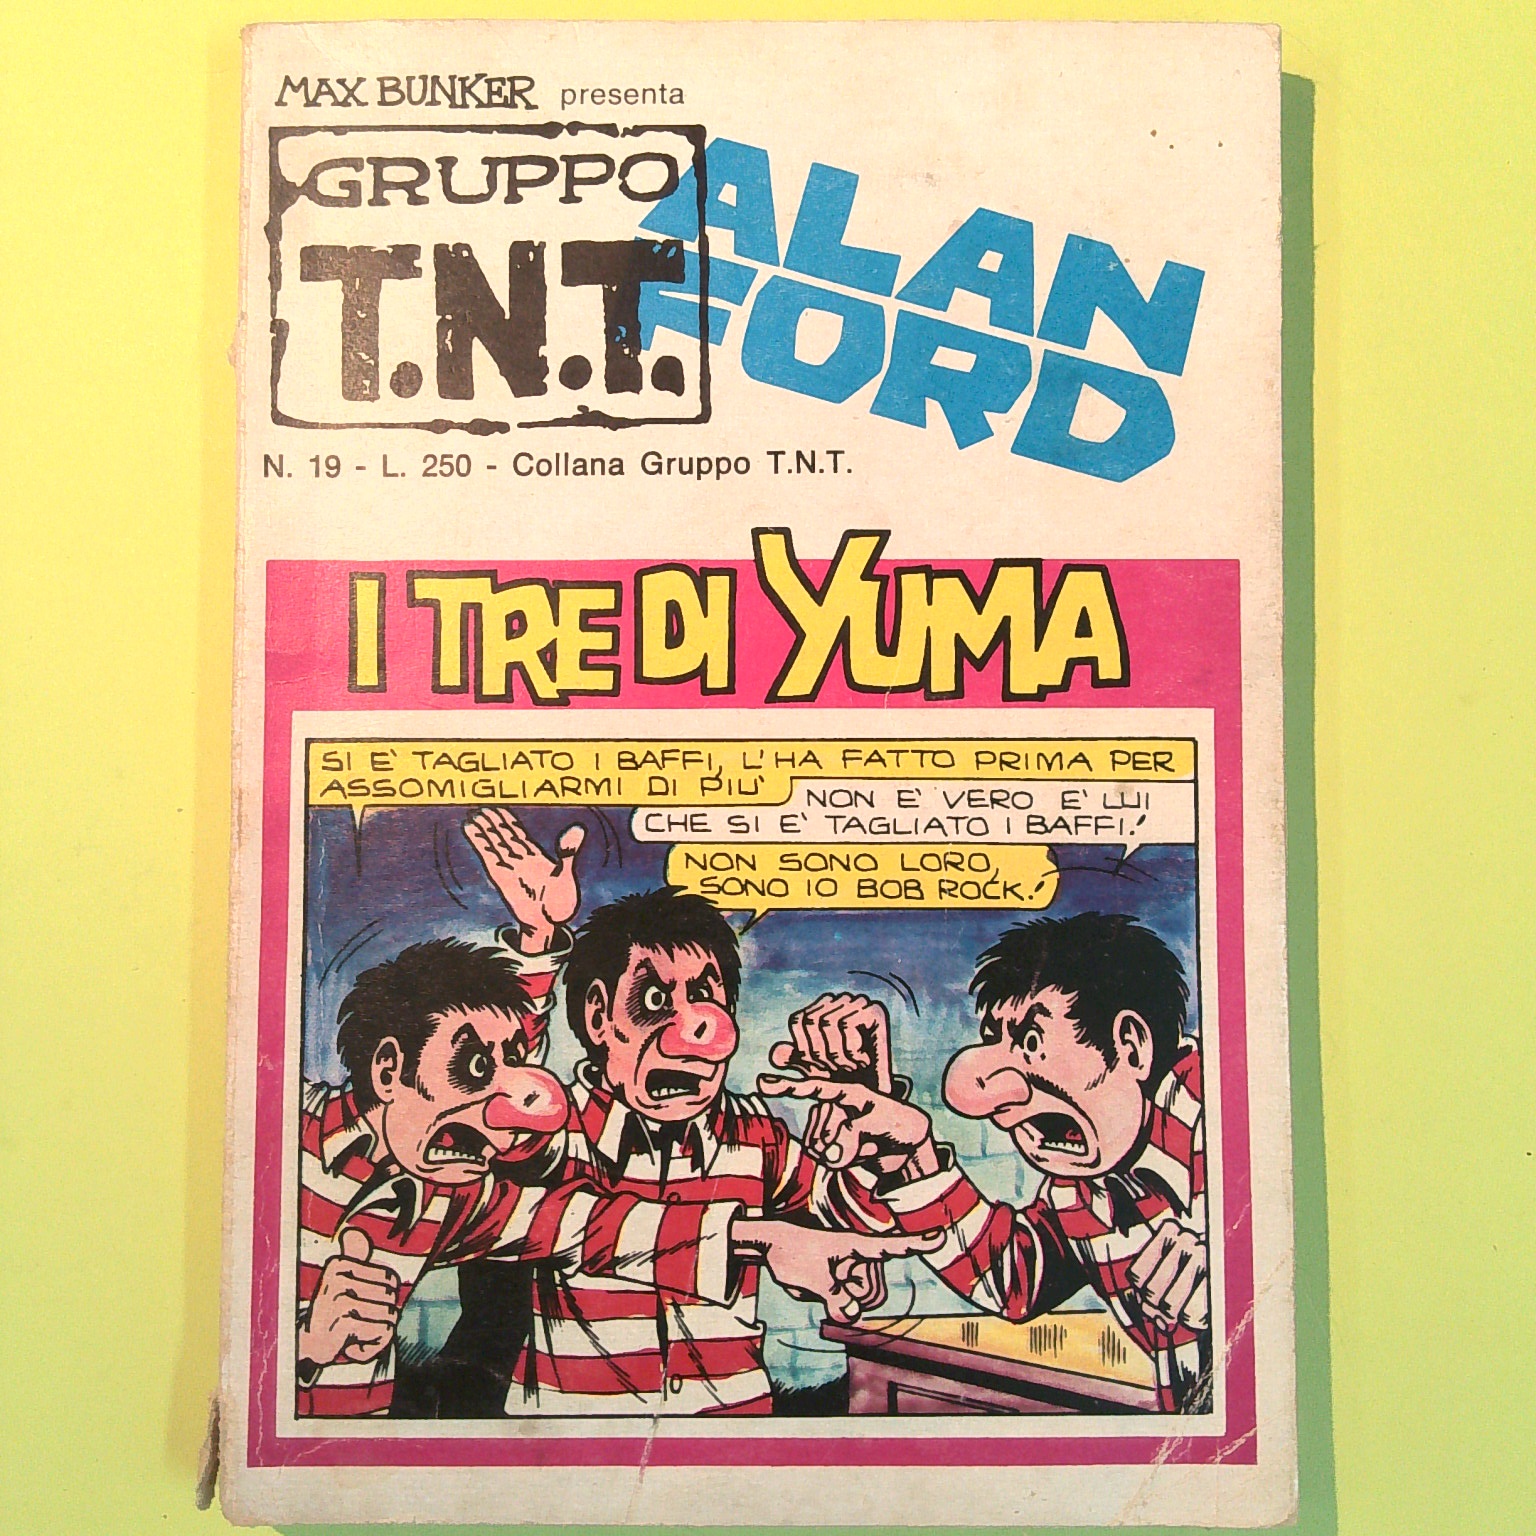 MAX BUNKER presenta
GRUPPO
T.N.T.
ALAN
FORD
N. 19 - L. 250 - Collana Gruppo T.N.T.
I TRE DI YUMA
SI E' TAGLIATO I BAFFI, L'HA FATTO PRIMA PER
ASSOMIGLIARMI DI PIU'
NON E' VERO E' LUI
CHE SI E' TAGLIATO I BAFFI!
NON SONO LORO,
SONO IO BOB ROCK!